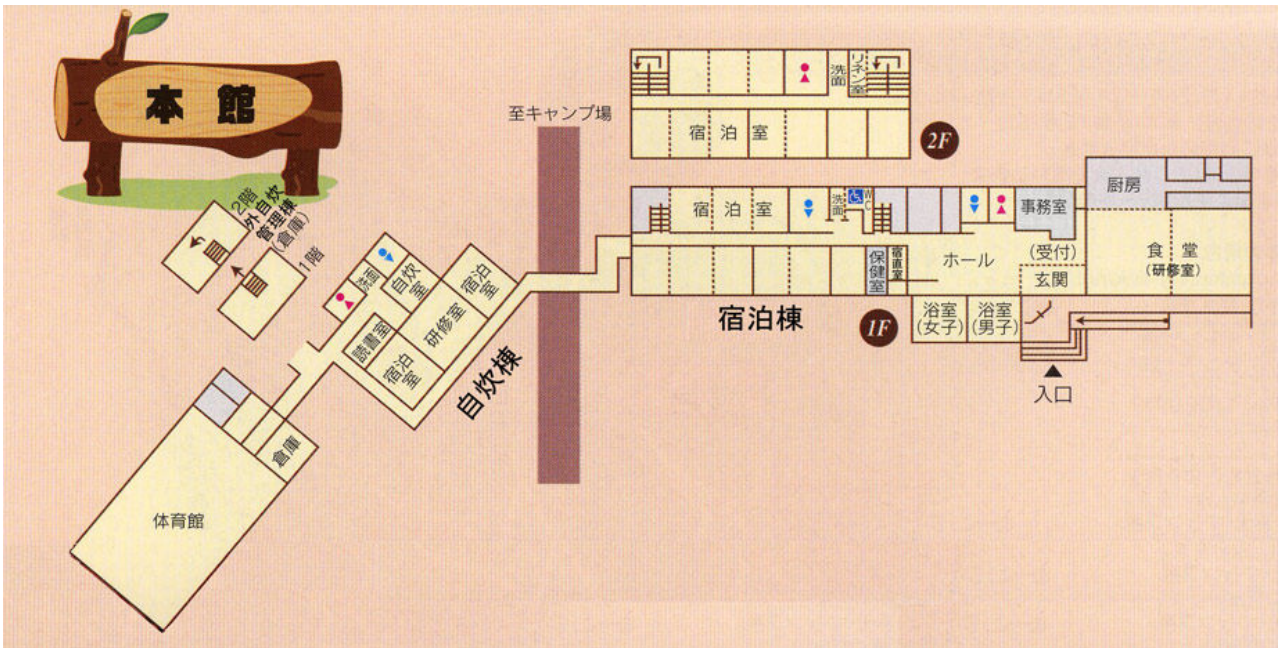 本館
至キャンプ場
洗面
リネン室
宿泊室
2F
2階
外自炊
管理棟
(倉庫)
1階
宿泊室
洗面
WC
事務室
厨房
(受付)
ホール
玄関
食堂
(研修室)
保健室
宿直室
宿泊棟
1F
浴室
(女子)
浴室
(男子)
入口
洗面
自炊室
宿泊室
研修室
読書室
宿泊室
自炊棟
倉庫
体育館